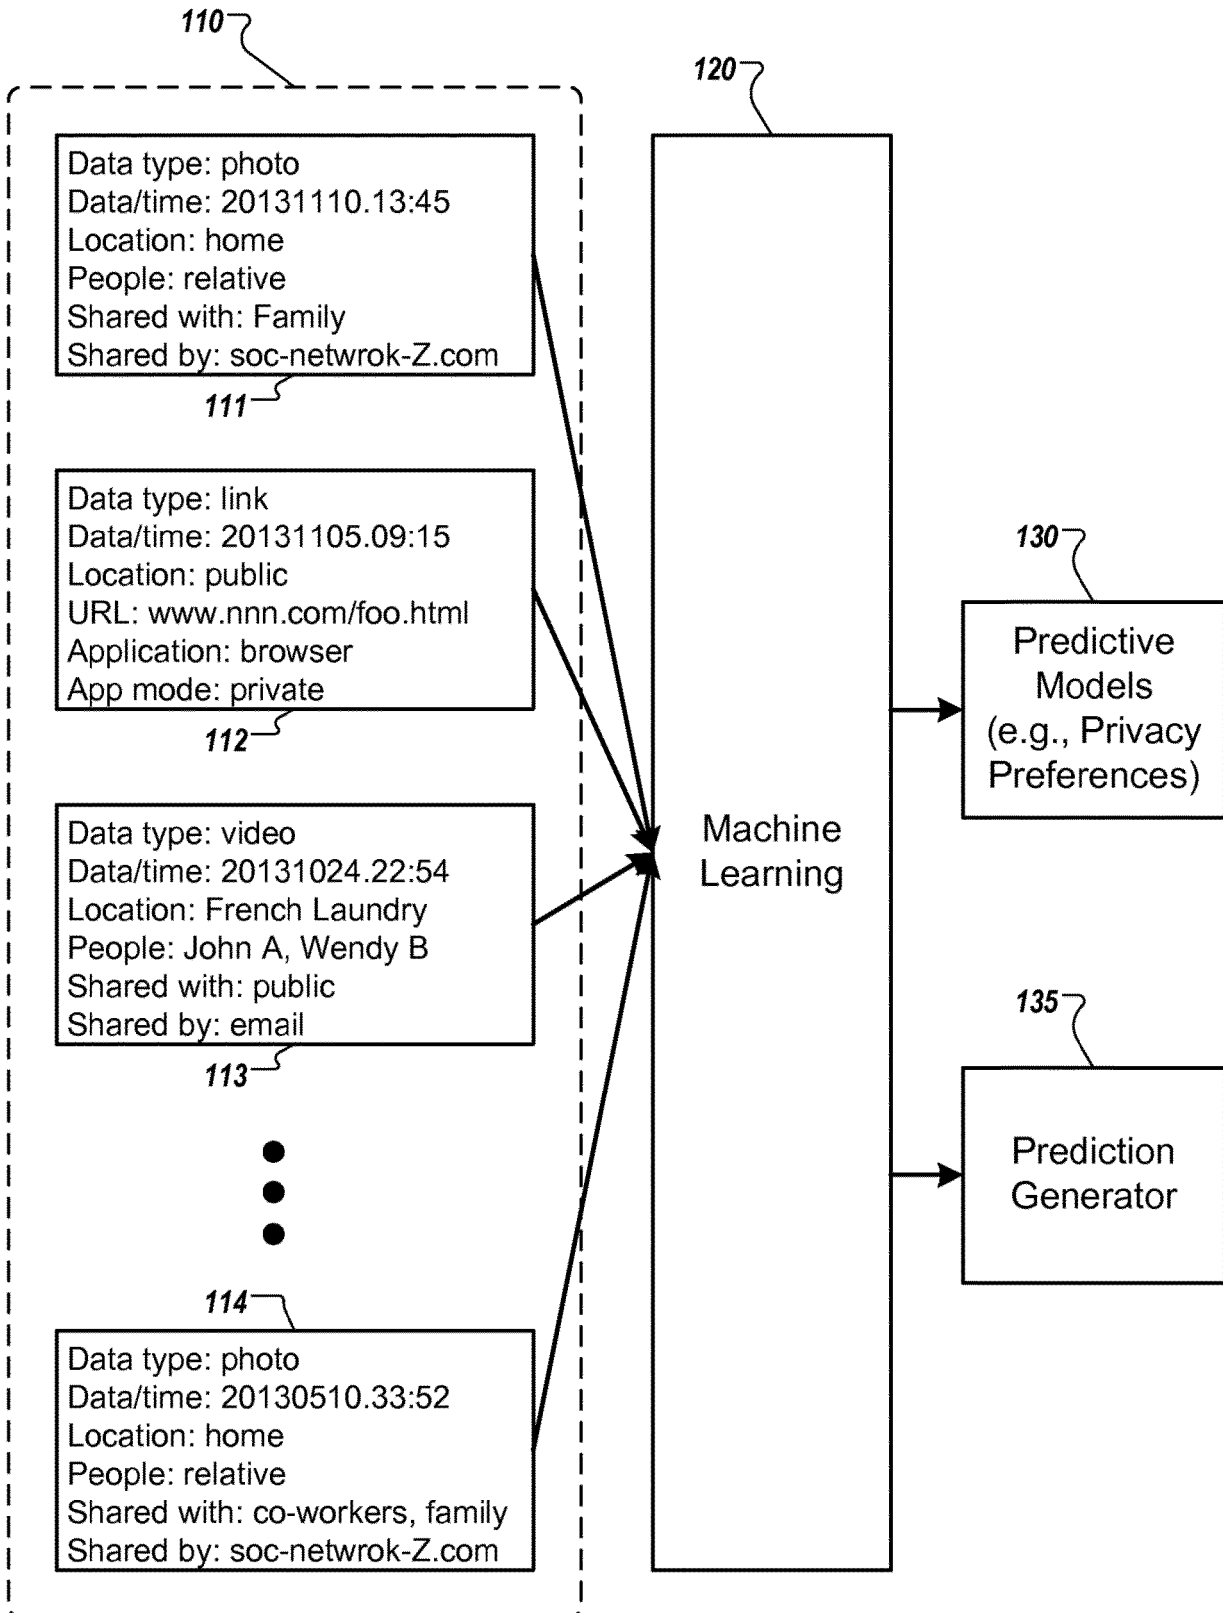 110
120
Data type: photo
Data/time: 20131110.13:45
Location: home
People: relative
Shared with: Family
Shared by: soc-netwrok-Z.com
111
Data type: link
Data/time: 20131105.09:15
Location: public
URL: www.nnn.com/foo.html
Application: browser
App mode: private
112
Data type: video
Data/time: 20131024.22:54
Location: French Laundry
People: John A, Wendy B
Shared with: public
Shared by: email
113
114
Data type: photo
Data/time: 20130510.33:52
Location: home
People: relative
Shared with: co-workers, family
Shared by: soc-netwrok-Z.com
Machine
Learning
130
Predictive
Models
(e.g., Privacy
Preferences)
135
Prediction
Generator